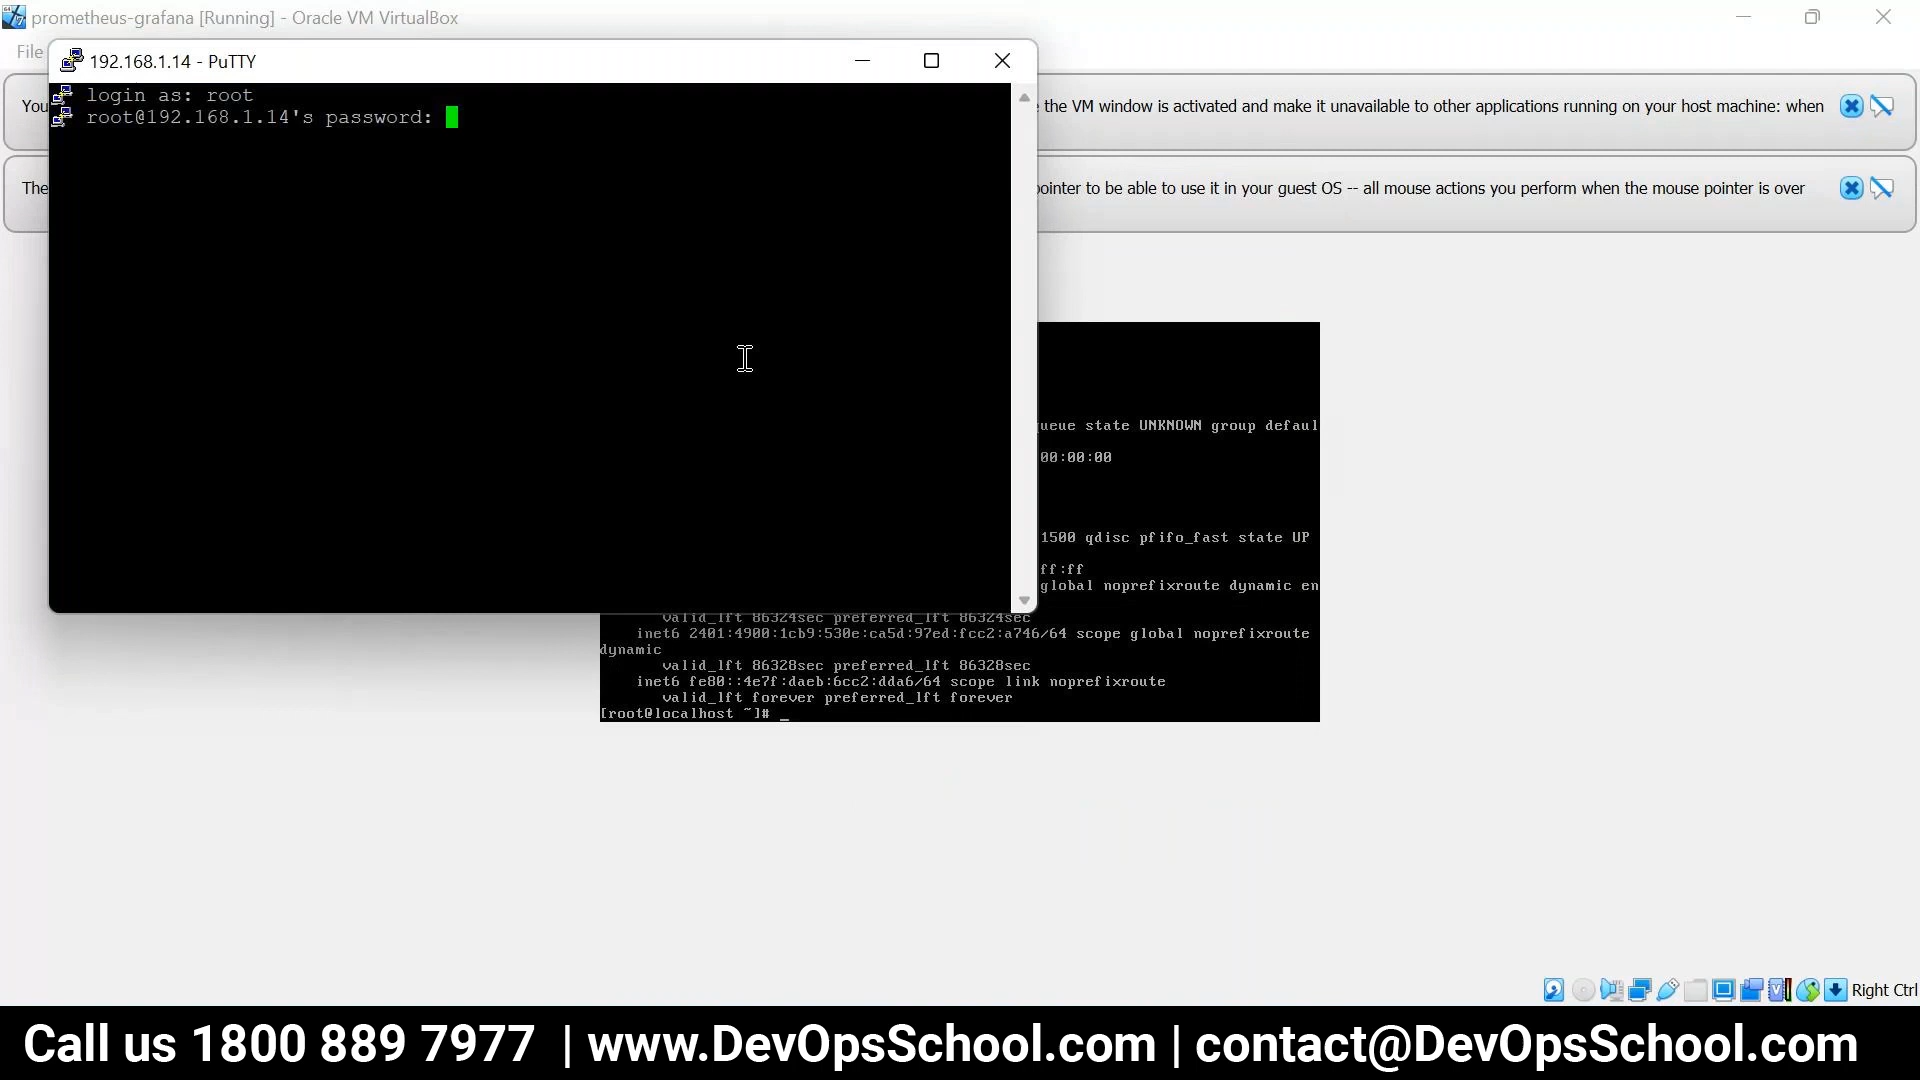 prometheus-grafana [Running] - Oracle VM VirtualBox
File
192.168.1.14 - PuTTY
login as: root
root@192.168.1.14's password:
You
the VM window is activated and make it unavailable to other applications running on your host machine: when
The
pointer to be able to use it in your guest OS -- all mouse actions you perform when the mouse pointer is over
queue state UNKNOWN group defaul
00:00:00
1500 qdisc pfifo_fast state UP
ff:ff
global noprefixroute dynamic en
valid_lft 86324sec preferred_lft 86324sec
inet6 2401:4900:1cb9:530e:ca5d:97ed:fcc2:a746/64 scope global noprefixroute
dynamic
valid_lft 86328sec preferred_lft 86328sec
inet6 fe80::4e7f:daeb:6cc2:dda6/64 scope link noprefixroute
valid_lft forever preferred_lft forever
[root@localhost ~]# _
Right Ctrl
Call us 1800 889 7977 | www.DevOpsSchool.com | contact@DevOpsSchool.com